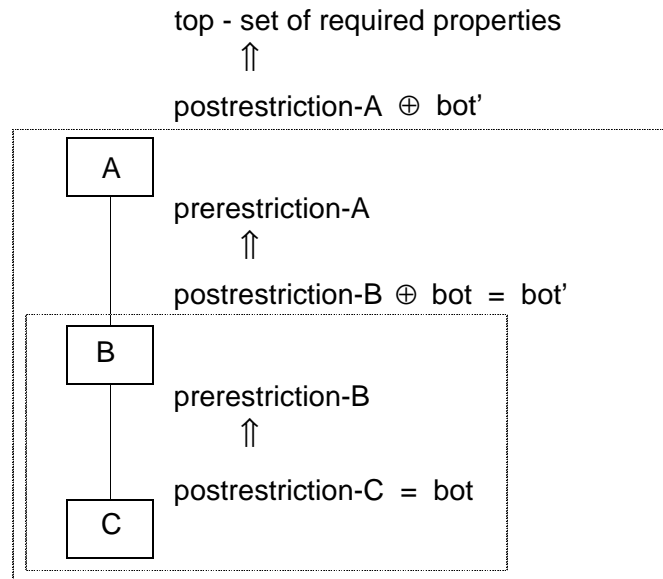 top - set of required properties
⇑
postrestriction-A ⊕ bot’
A
prerestriction-A
⇑
postrestriction-B ⊕ bot = bot’
B
prerestriction-B
⇑
postrestriction-C = bot
C